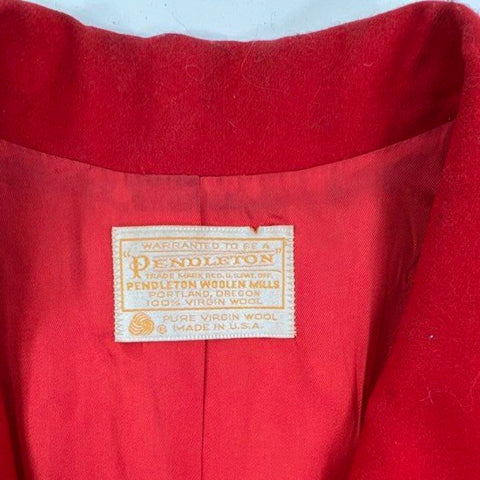 WARRANTED TO BE A
"PENDLETON"
TRADE MARK REG. U.S. PAT. OFF.
PENDLETON WOOLEN MILLS
PORTLAND, OREGON
100% VIRGIN WOOL
PURE VIRGIN WOOL
® MADE IN U.S.A.